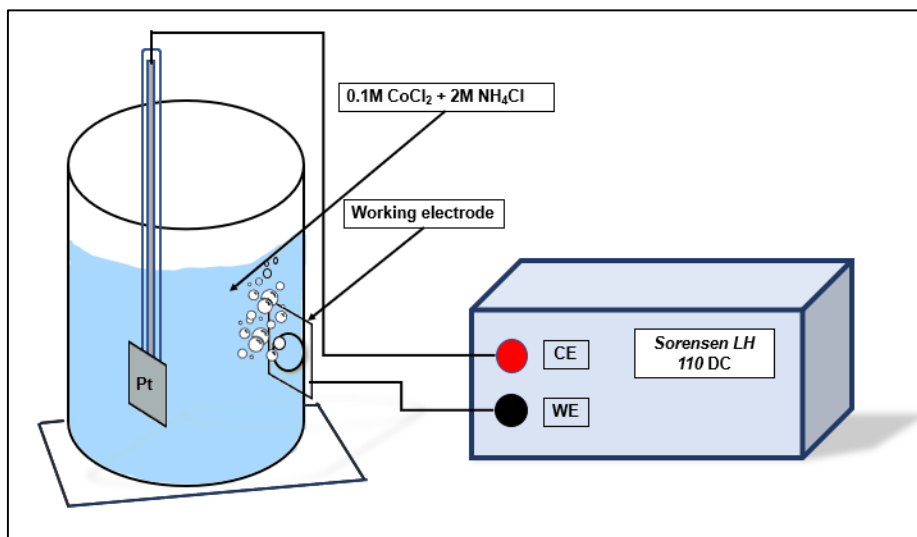 0.1M CoCl₂ + 2M NH₄Cl
Working electrode
Pt
CE
WE
Sorensen LH
110 DC